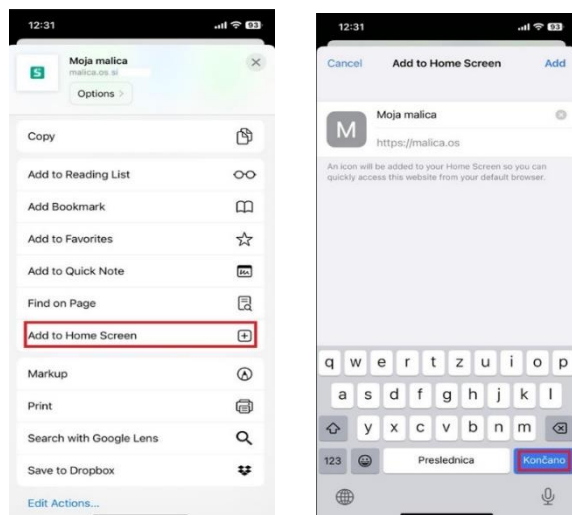 12:31
93
S
Moja malica
malica.os.si
Options >
Copy
Add to Reading List
Add Bookmark
Add to Favorites
Add to Quick Note
Find on Page
Add to Home Screen
Markup
Print
Search with Google Lens
Save to Dropbox
Edit Actions...
12:31
93
Cancel
Add to Home Screen
Add
M
Moja malica
https://malica.os
An icon will be added to your Home Screen so you can
quickly access this website from your default browser.
q w e r t z u i o p
a s d f g h j k l
y x c v b n m
123 Preslednica Končano